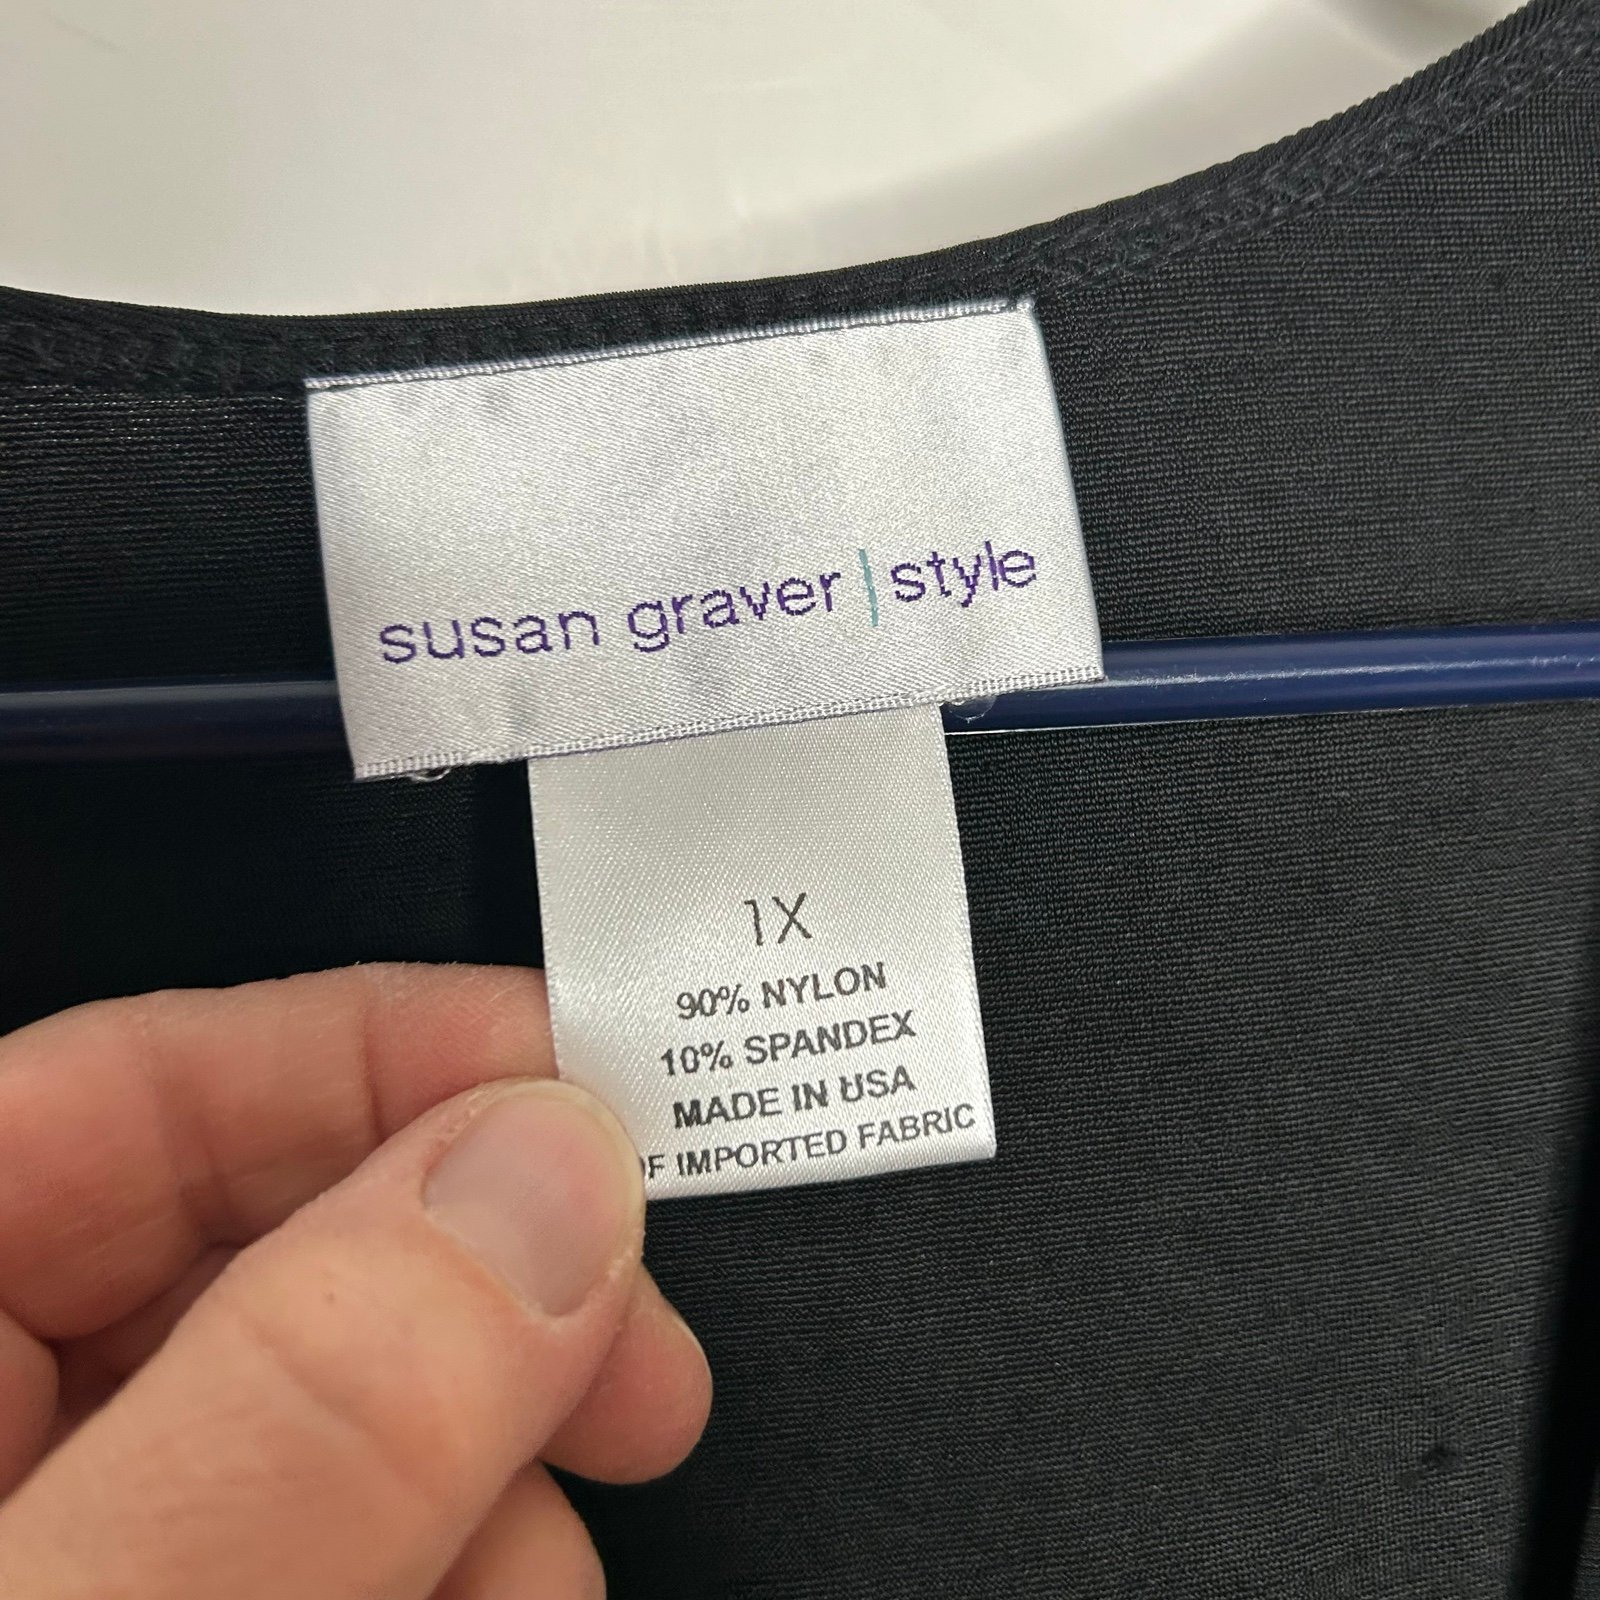 susan graver | style
1X
90% NYLON
10% SPANDEX
MADE IN USA
OF IMPORTED FABRIC